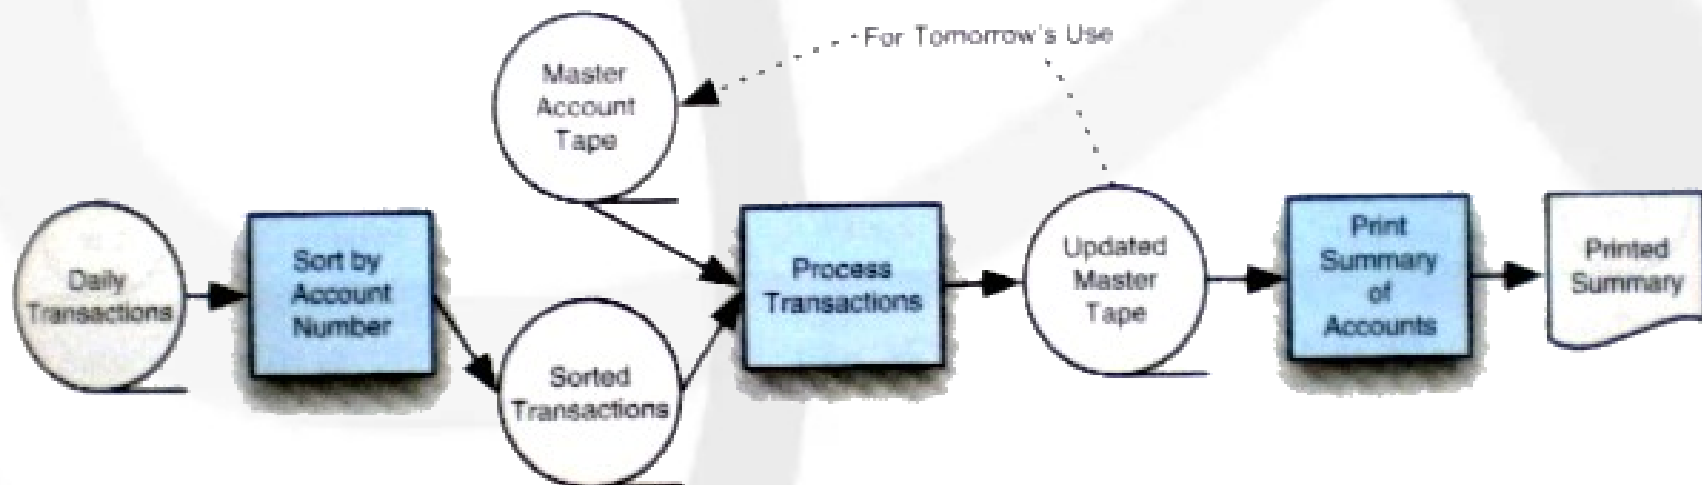 For Tomorrow's Use
Master
Account
Tape
Daily
Transactions
Sort by
Account
Number
Sorted
Transactions
Process
Transactions
Updated
Master
Tape
Print
Summary
of
Accounts
Printed
Summary